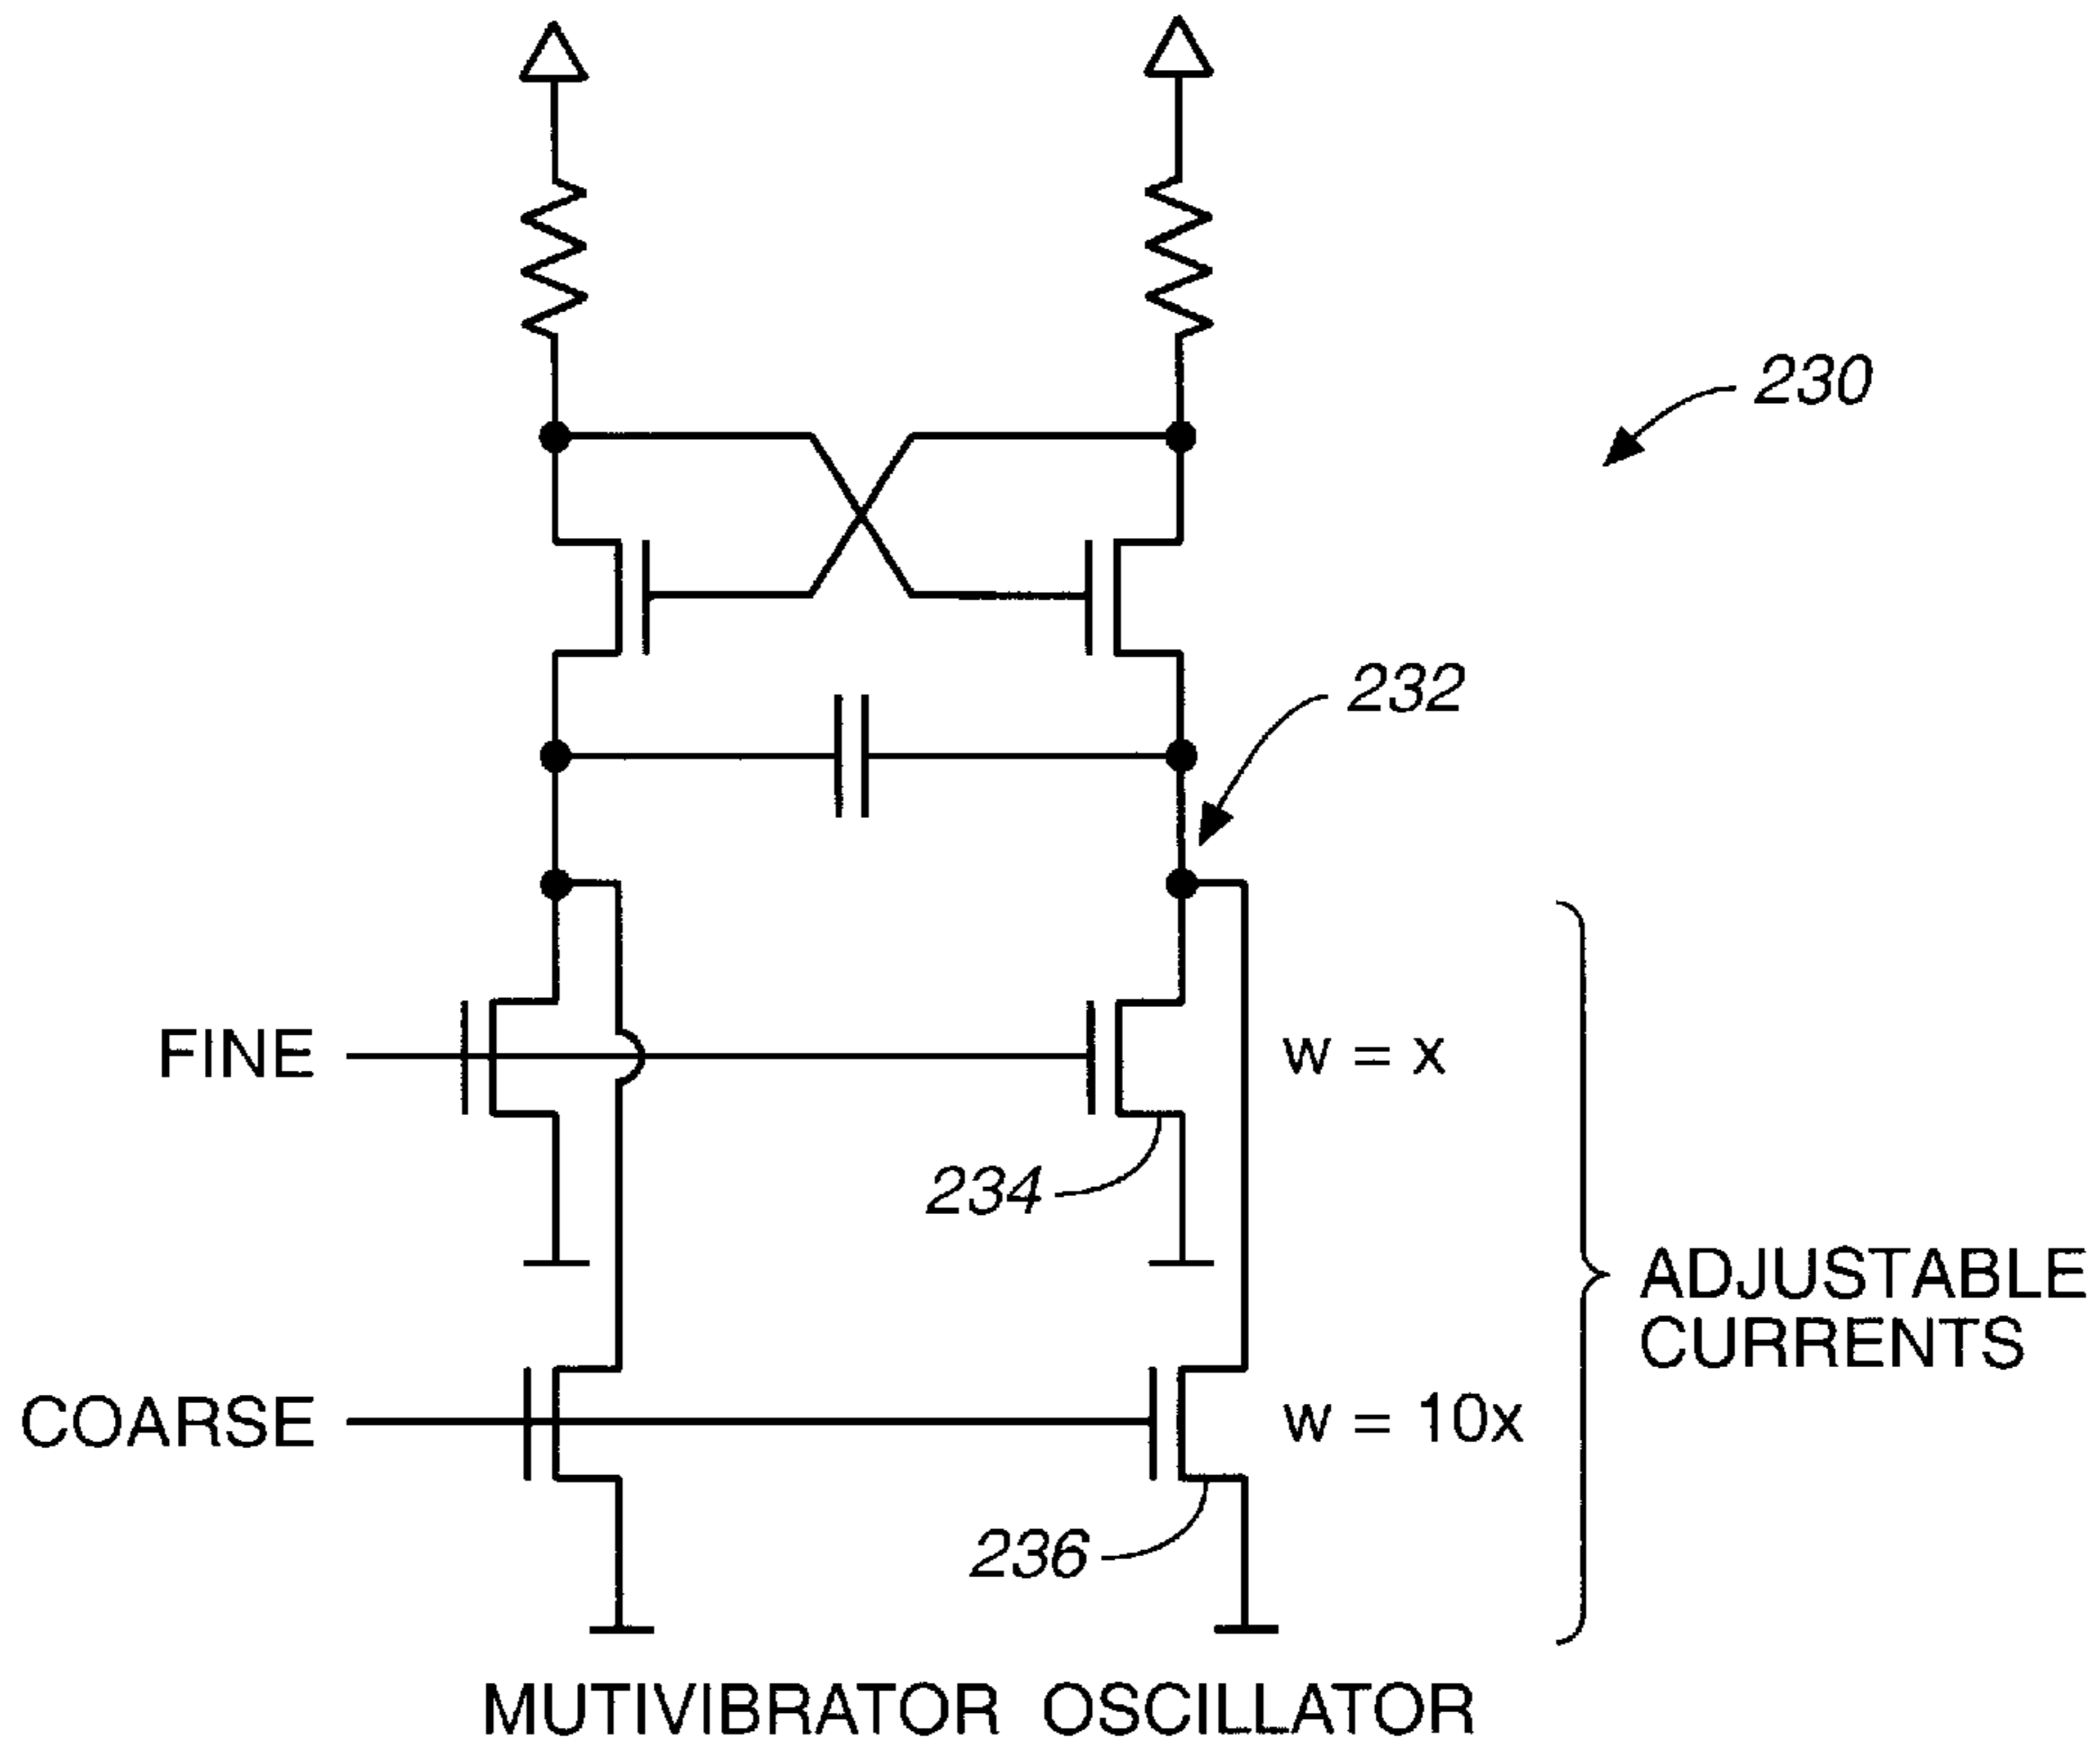 230
232
FINE
w = x
234
ADJUSTABLE
CURRENTS
COARSE
w = 10x
236
MUTIVIBRATOR OSCILLATOR